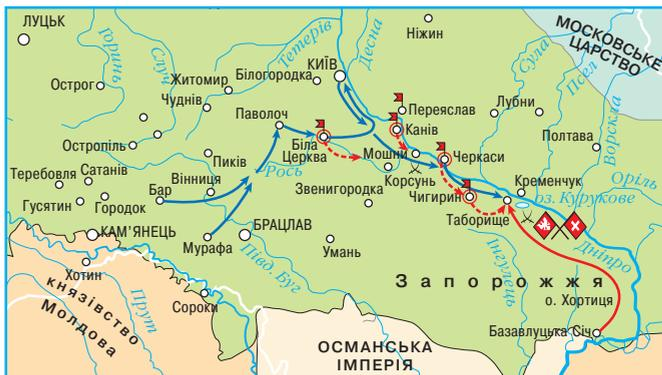 ЛУЦЬК
Горинь
Случ
Тетерів
Десна
Ніжин
МОСКОВСЬКЕ
ЦАРСТВО
Сула
Псел
Ворскла
Острог
Житомир
Білогородка
КИЇВ
Чуднів
Паволоч
Переяслав
Лубни
Канів
Полтава
Остропіль
Біла
Церква
Мошни
Черкаси
Теребовля
Сатанів
Пиків
Рось
Корсунь
Кременчук
Оріль
Вінниця
Звенигородка
Чигирин
оз. Курукове
Гусятин
Городок
Бар
Таборище
КАМ’ЯНЕЦЬ
БРАЦЛАВ
Мурафа
Умань
Інгулець
Дніпро
Хотин
Півд. Буг
Запорожжя
князівство
Молдова
Прут
Сороки
о. Хортиця
Базавлуцька Січ
ОСМАНСЬКА
ІМПЕРІЯ